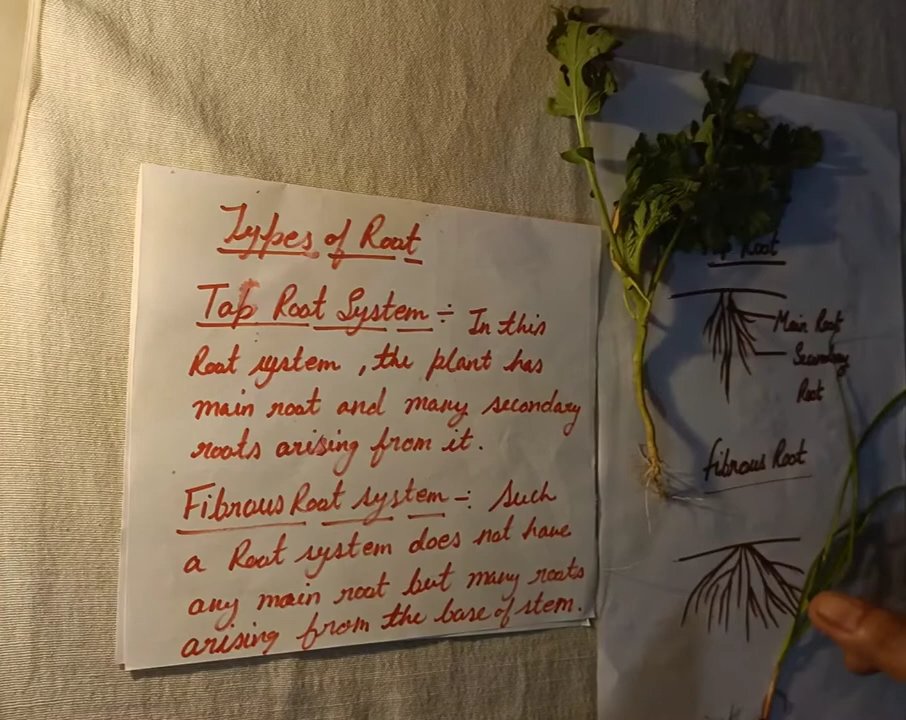 Types of Root
Tap Root System ÷ In this
Root system , the plant has
main root and many secondary
roots arising from it.
Fibrous Root system -: Such
a Root system does not have
any main root but many roots
arising from the base of stem.
Root
Main Root
Secondary
Root
fibrous Root